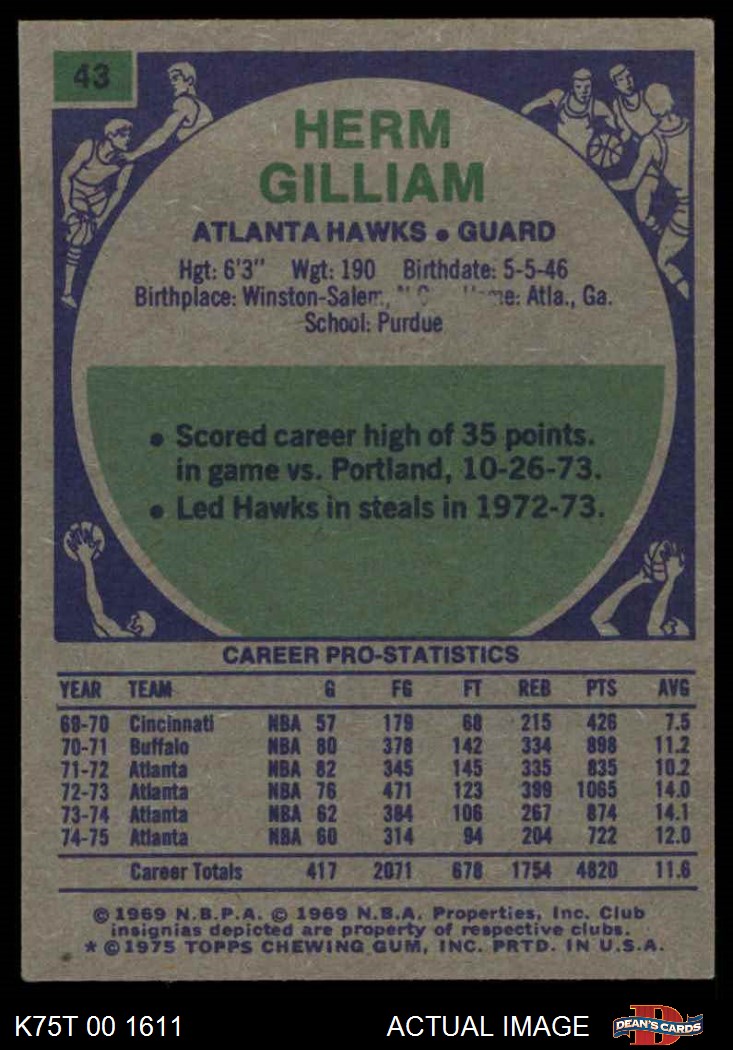 43
HERM
GILLIAM
ATLANTA HAWKS • GUARD
Hgt: 6'3" Wgt: 190 Birthdate: 5-5-46
Birthplace: Winston-Salem, Atla., Ga.
School: Purdue
• Scored career high of 35 points.
in game vs. Portland, 10-26-73.
• Led Hawks in steals in 1972-73.
CAREER PRO-STATISTICS
YEAR TEAM G FG FT REB PTS AVG
69-70 Cincinnati NBA 57 179 68 215 426 7.5
70-71 Buffalo NBA 80 378 142 334 898 11.2
71-72 Atlanta NBA 82 345 145 335 835 10.2
72-73 Atlanta NBA 76 471 123 399 1065 14.0
73-74 Atlanta NBA 62 384 106 267 874 14.1
74-75 Atlanta NBA 60 314 94 204 722 12.0
Career Totals 417 2071 678 1754 4820 11.6
© 1969 N.B.P.A. © 1969 N.B.A. Properties, Inc. Club
insignias depicted are property of respective clubs.
* © 1975 TOPPS CHEWING GUM, INC. PRTD. IN U.S.A.
K75T 00 1611 ACTUAL IMAGE DEAN'S CARDS